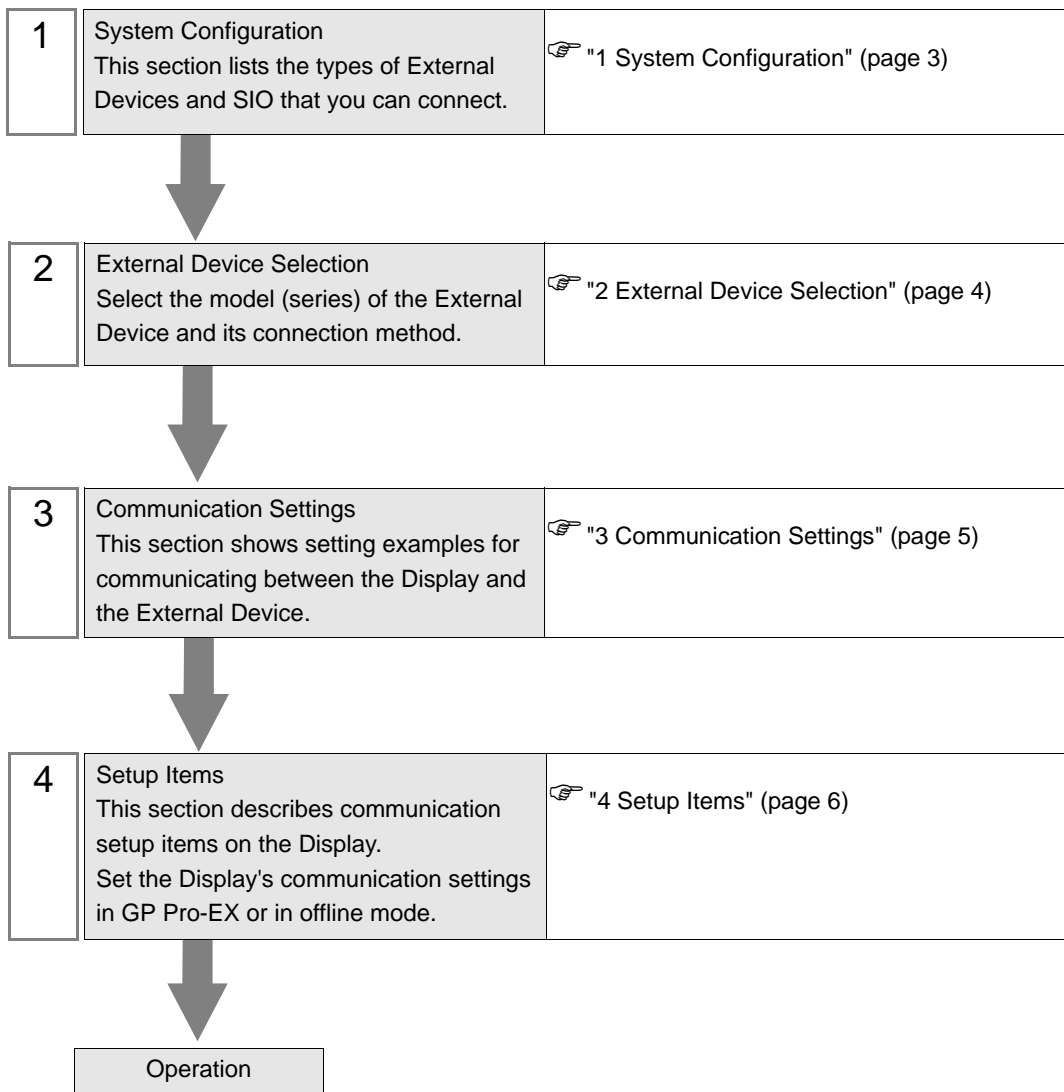 1
System Configuration
This section lists the types of External
Devices and SIO that you can connect.
"1 System Configuration" (page 3)
2
External Device Selection
Select the model (series) of the External
Device and its connection method.
"2 External Device Selection" (page 4)
3
Communication Settings
This section shows setting examples for
communicating between the Display and
the External Device.
"3 Communication Settings" (page 5)
4
Setup Items
This section describes communication
setup items on the Display.
Set the Display's communication settings
in GP Pro-EX or in offline mode.
"4 Setup Items" (page 6)
Operation